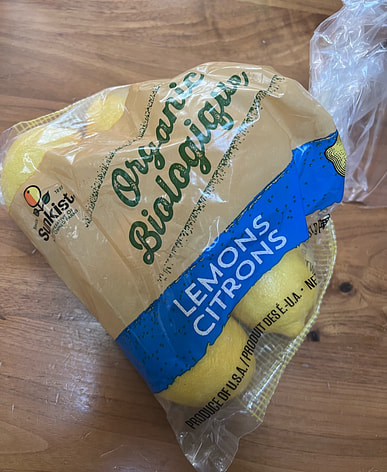 Sunkist
Organic
Biologique
LEMONS
CITRONS
PRODUCE OF U.S.A. / PRODUIT DES É.-U.A. •